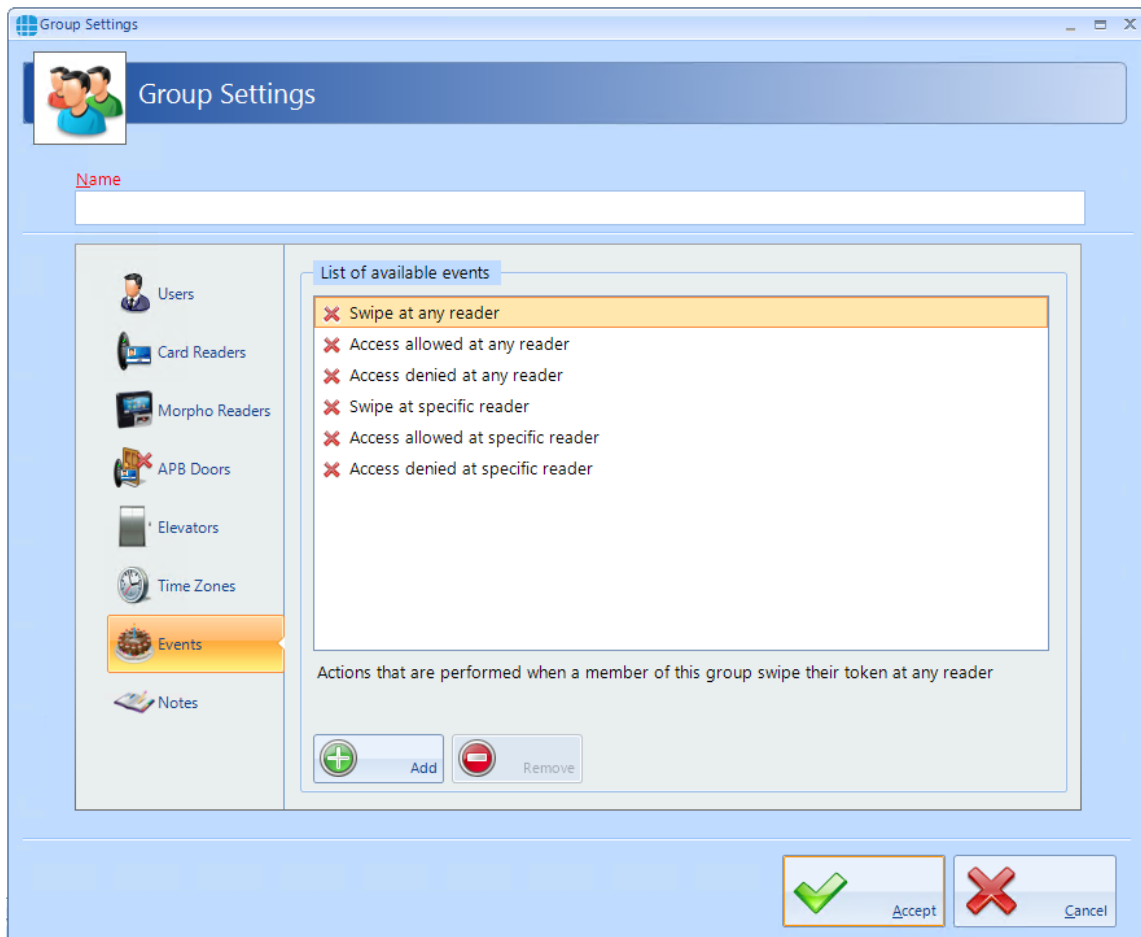 Group Settings
Group Settings
Name
Users
Card Readers
Morpho Readers
APB Doors
Elevators
Time Zones
Events
Notes
List of available events
Swipe at any reader
Access allowed at any reader
Access denied at any reader
Swipe at specific reader
Access allowed at specific reader
Access denied at specific reader
Actions that are performed when a member of this group swipe their token at any reader
Add
Remove
Accept
Cancel